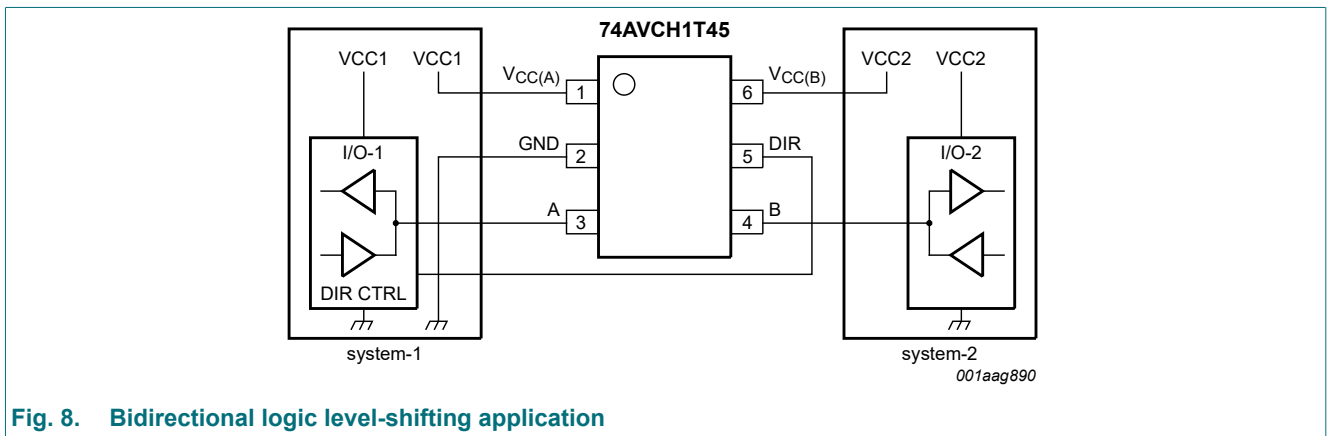 74AVCH1T45
VCC1 VCC1 VCC(A) 1 6 VCC(B) VCC2 VCC2
I/O-1 GND 2 5 DIR I/O-2
A 3 4 B
DIR CTRL
system-1 system-2
001aag890
Fig. 8. Bidirectional logic level-shifting application